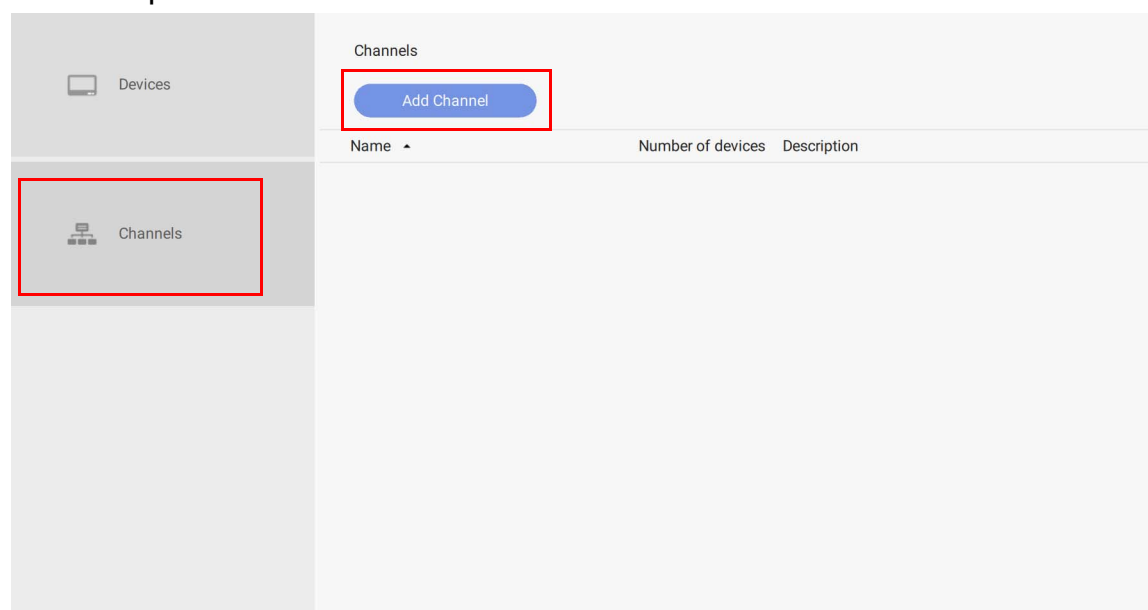 Devices
Channels
Channels
Add Channel
Name Number of devices Description